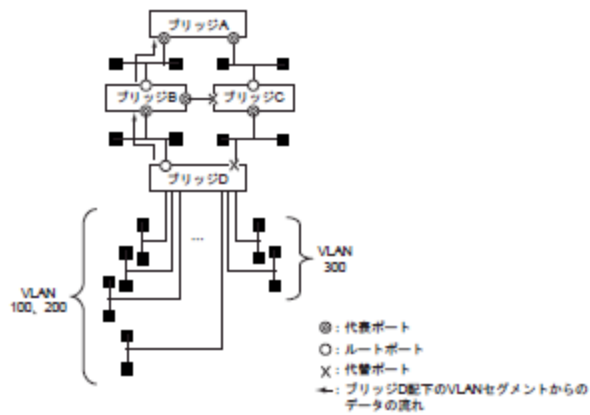 ブリッジA
ブリッジB
ブリッジC
ブリッジD
...
VLAN
300
VLAN
100、200
◎：代表ポート
○：ルートポート
×：代替ポート
←：ブリッジD配下のVLANセグメントからの
データの流れ